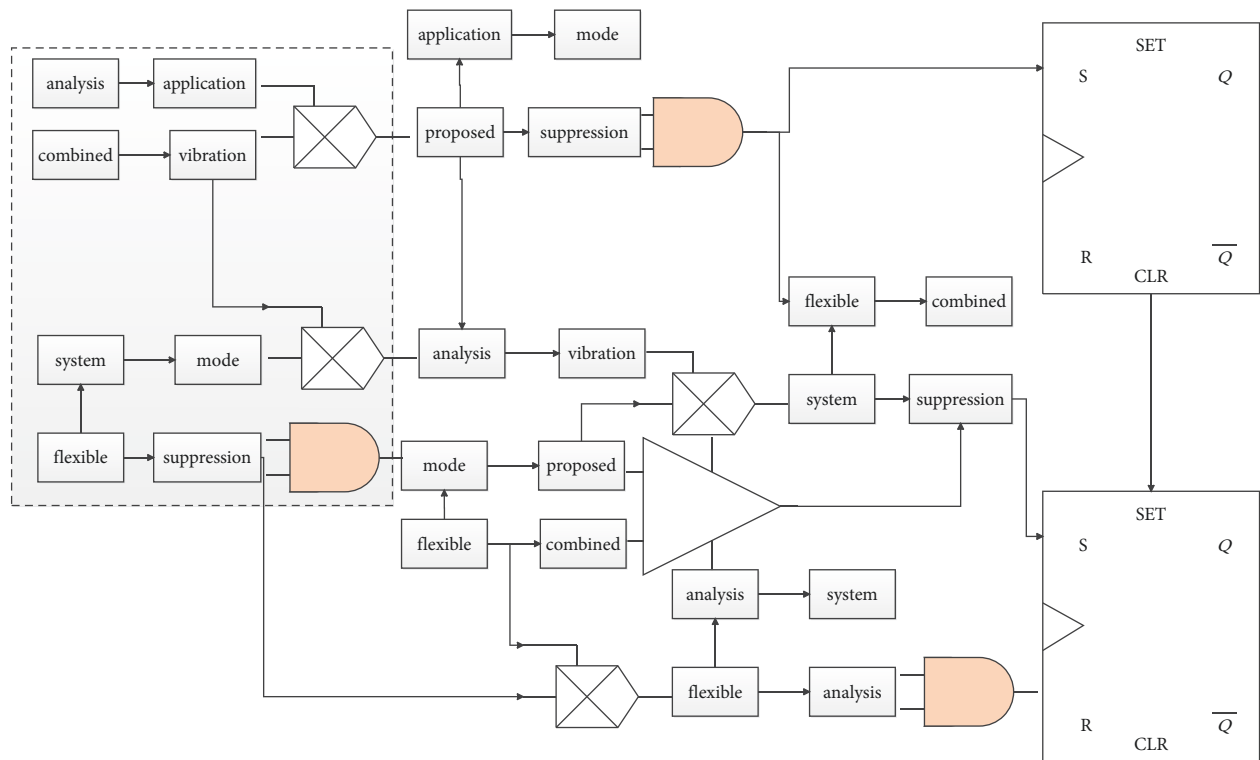 application
mode
SET
S
Q
analysis
application
proposed
suppression
combined
vibration
R
Q
CLR
flexible
combined
system
mode
analysis
vibration
system
suppression
flexible
suppression
mode
proposed
SET
flexible
combined
S
Q
analysis
system
flexible
analysis
R
Q
CLR